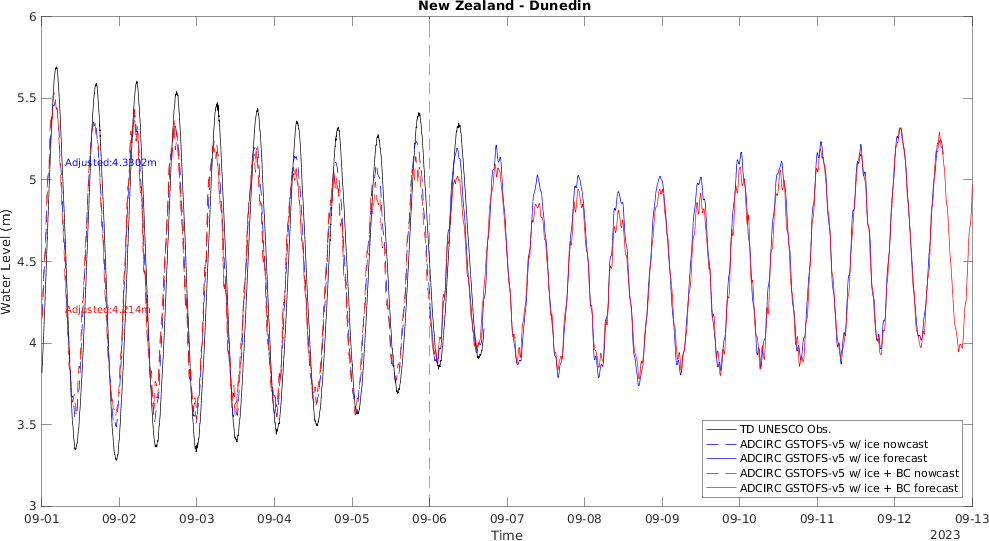 New Zealand - Dunedin
6
5.5
5
4.5
4
3.5
3
Water Level (m)
Adjusted:4.3302m
Adjusted:4.214m
TD UNESCO Obs.
ADCIRC GSTOFS-v5 w/ ice nowcast
ADCIRC GSTOFS-v5 w/ ice forecast
ADCIRC GSTOFS-v5 w/ ice + BC nowcast
ADCIRC GSTOFS-v5 w/ ice + BC forecast
09-01 09-02 09-03 09-04 09-05 09-06 09-07 09-08 09-09 09-10 09-11 09-12 09-13
Time
2023